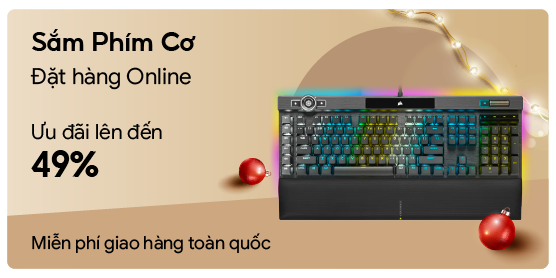 Sắm Phím Cơ
Đặt hàng Online
Ưu đãi lên đến
49%
Miễn phí giao hàng toàn quốc